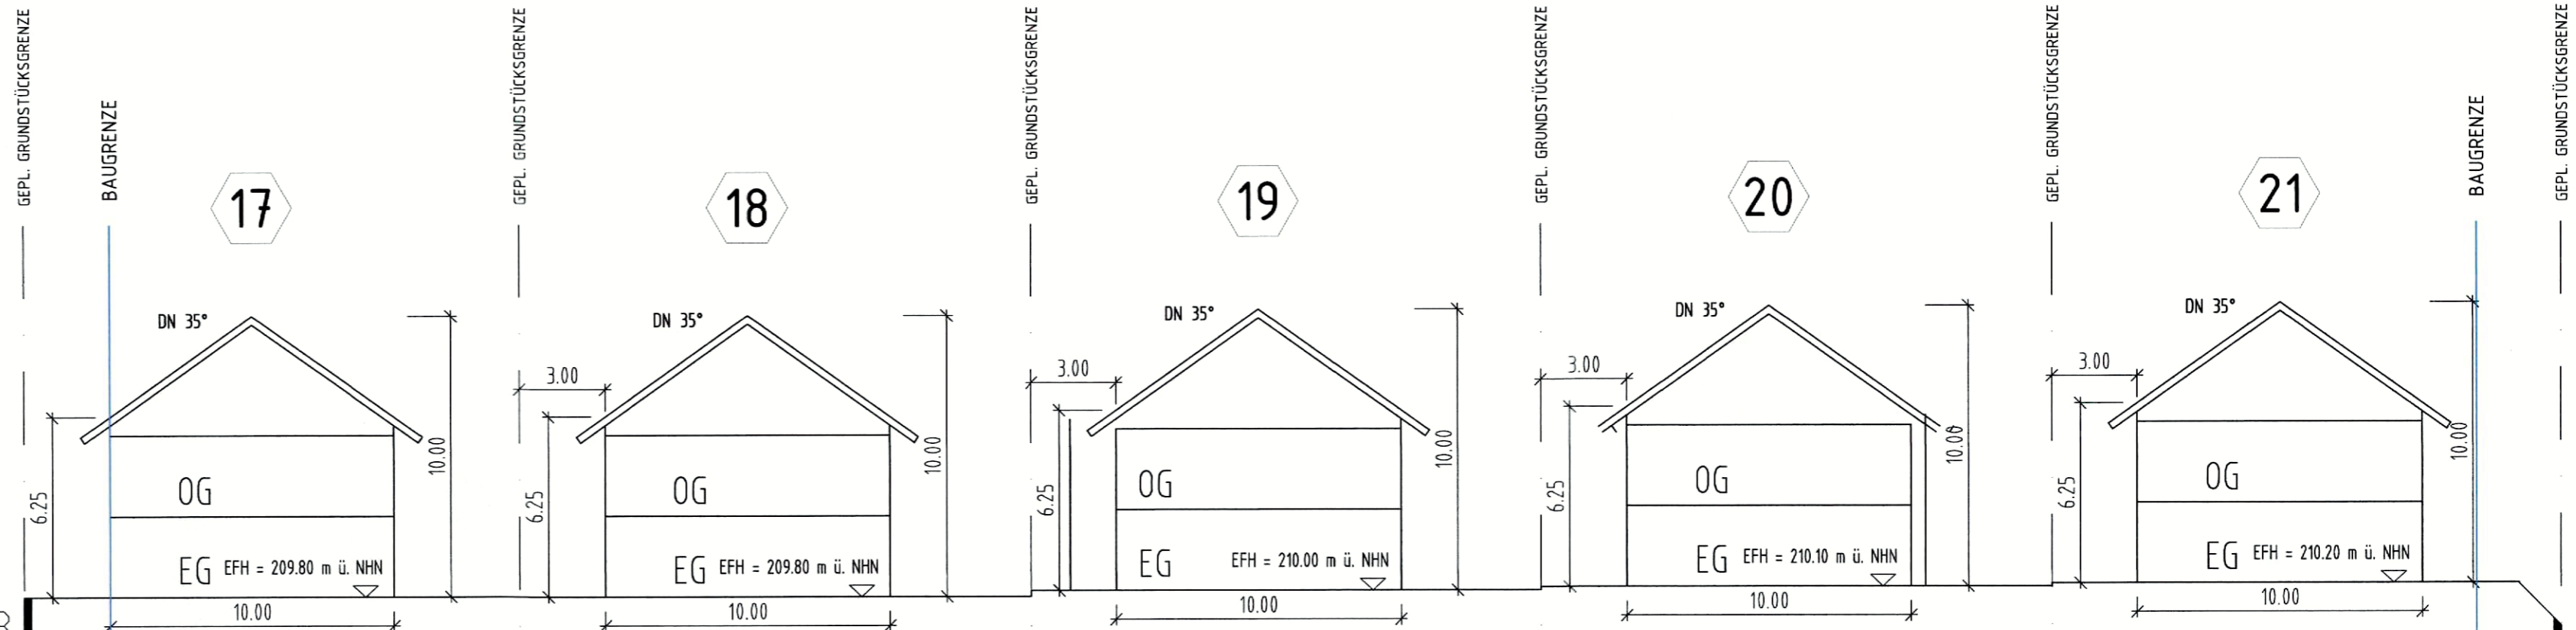 GEPL. GRUNDSTÜCKSGRENZE
BAUGRENZE
GEPL. GRUNDSTÜCKSGRENZE
GEPL. GRUNDSTÜCKSGRENZE
GEPL. GRUNDSTÜCKSGRENZE
GEPL. GRUNDSTÜCKSGRENZE
BAUGRENZE
GEPL. GRUNDSTÜCKSGRENZE
17
18
19
20
21
DN 35°
DN 35°
DN 35°
DN 35°
DN 35°
3.00
3.00
3.00
3.00
6.25
10.00
6.25
10.00
6.25
10.00
6.25
10.00
6.25
10.00
OG
OG
OG
OG
OG
EG EFH = 209.80 m ü. NHN
EG EFH = 209.80 m ü. NHN
EG EFH = 210.00 m ü. NHN
EG EFH = 210.10 m ü. NHN
EG EFH = 210.20 m ü. NHN
10.00
10.00
10.00
10.00
10.00